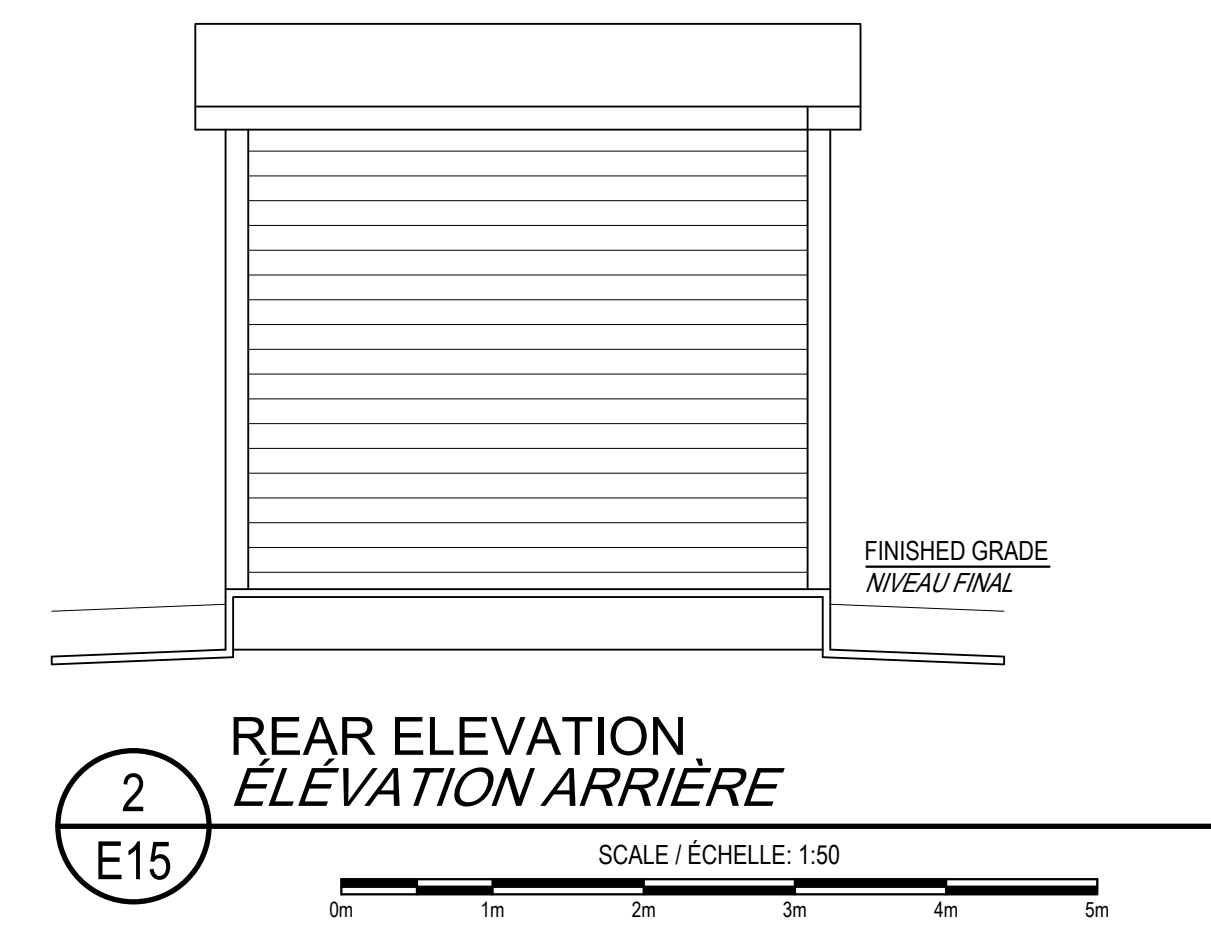 FINISHED GRADE
NIVEAU FINAL
REAR ELEVATION
ÉLÉVATION ARRIÈRE
2
E15
SCALE / ÉCHELLE: 1:50
0m 1m 2m 3m 4m 5m